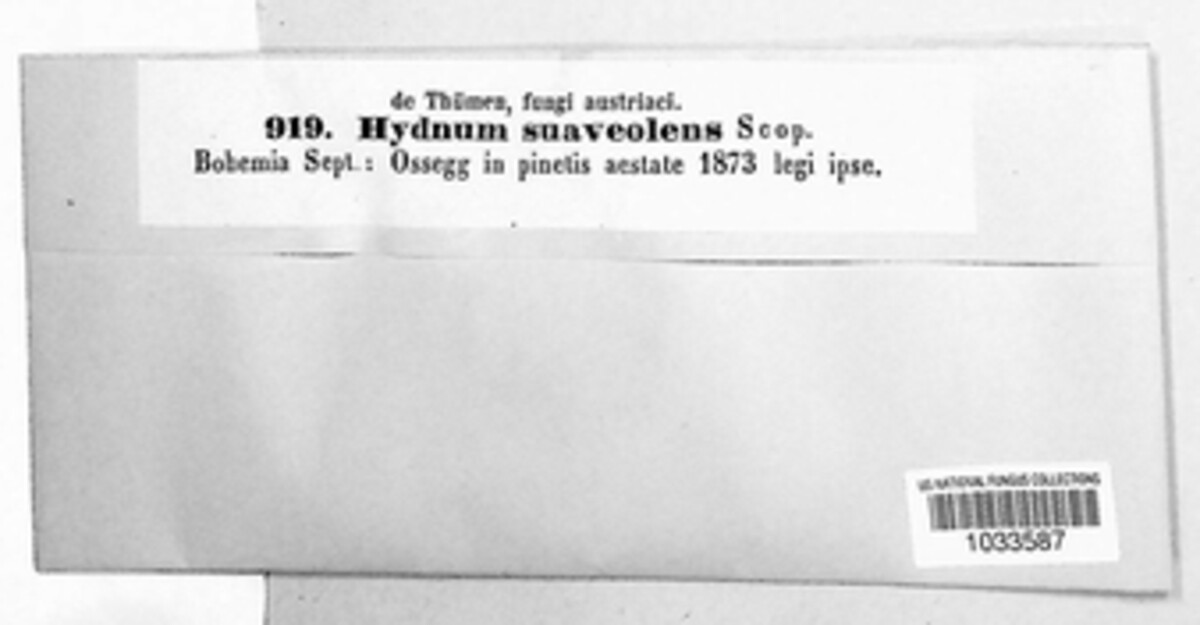 de Thümen, fungi austriaci.
919. Hydnum suaveolens Scop.
Bohemia Sept.: Ossegg in pinetis aestate 1873 legi ipse.
US NATIONAL FUNGUS COLLECTIONS
1033587